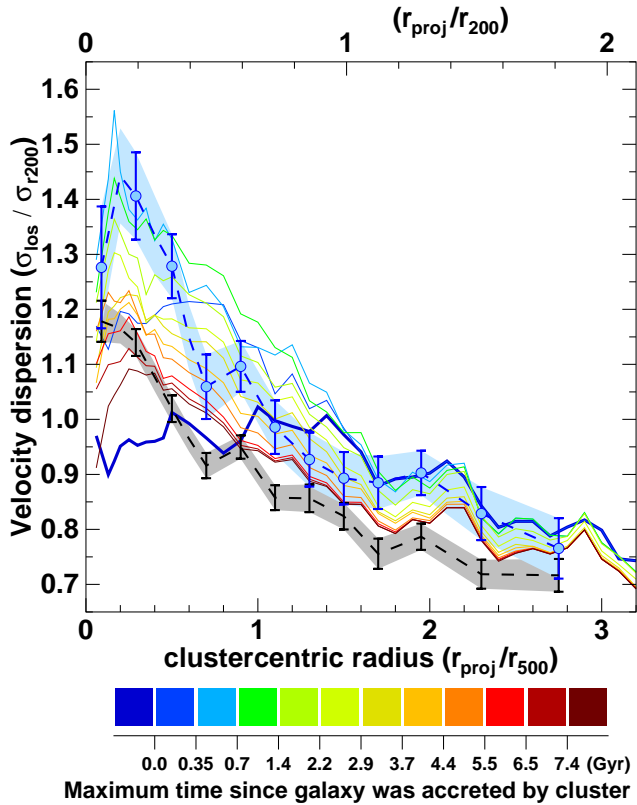 (r_proj/r_200)
0 1 2
1.6
1.5
1.4
1.3
1.2
1.1
1.0
0.9
0.8
0.7
Velocity dispersion (σ_los / σ_r200)
0 1 2 3
clustercentric radius (r_proj/r_500)
0.0 0.35 0.7 1.4 2.2 2.9 3.7 4.4 5.5 6.5 7.4 (Gyr)
Maximum time since galaxy was accreted by cluster